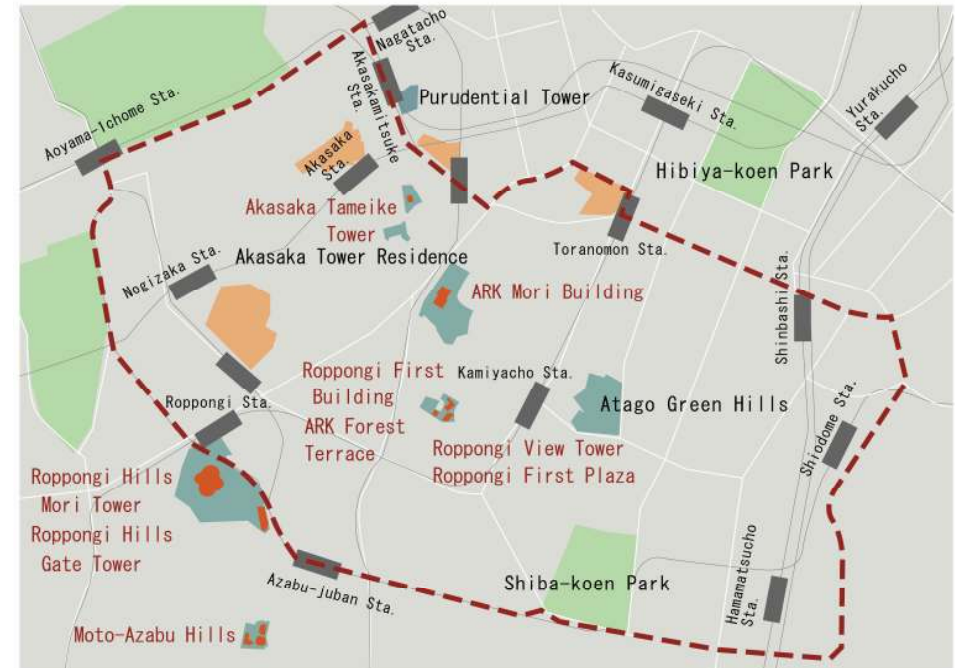 Nagatacho
Sta.
Akasakamitsuke
Sta.
Purudential Tower
Kasumigaseki Sta.
Yurakucho
Sta.
Aoyama-Ichome Sta.
Akasaka
Sta.
Hibiya-koen Park
Akasaka Tameike
Tower
Toranomon Sta.
Akasaka Tower Residence
Nogizaka Sta.
ARK Mori Building
Shinbashi Sta.
Roppongi First
Building
ARK Forest
Terrace
Kamiyacho Sta.
Atago Green Hills
Roppongi Sta.
Roppongi View Tower
Roppongi First Plaza
Shiodome Sta.
Roppongi Hills
Mori Tower
Roppongi Hills
Gate Tower
Azabu-juban Sta.
Shiba-koen Park
Hamamatsucho
Sta.
Moto-Azabu Hills